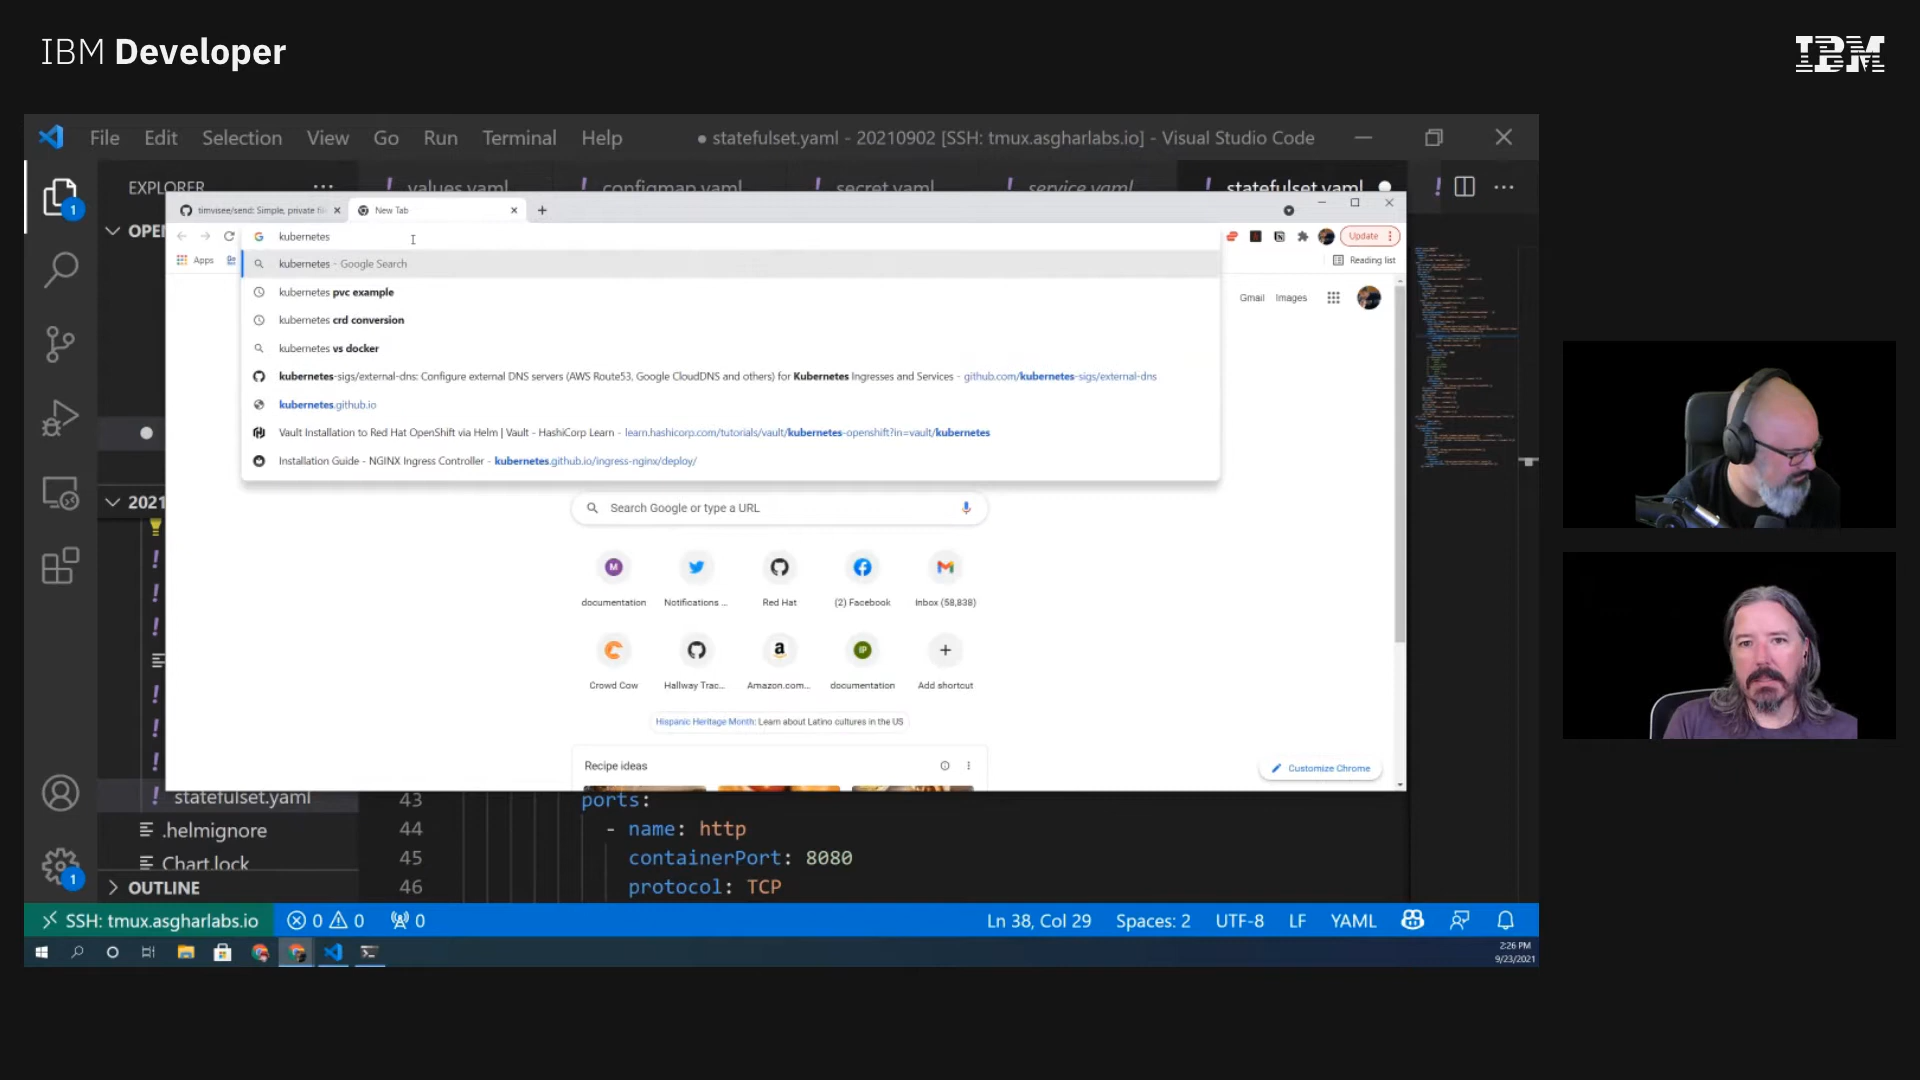 IBM Developer
IBM
File Edit Selection View Go Run Terminal Help
● statefulset.yaml - 20210902 [SSH: tmux.asgharlabs.io] - Visual Studio Code
EXPLORER ...
! values.yaml ! configmap.yaml ! secret.yaml ! service.yaml ! statefulset.yaml ● !
OPE
timvisee/send: Simple, private fil
New Tab
kubernetes
Update
Apps
Reading list
kubernetes - Google Search
kubernetes pvc example
kubernetes crd conversion
kubernetes vs docker
kubernetes-sigs/external-dns: Configure external DNS servers (AWS Route53, Google CloudDNS and others) for Kubernetes Ingresses and Services - github.com/kubernetes-sigs/external-dns
kubernetes.github.io
Vault Installation to Red Hat OpenShift via Helm | Vault - HashiCorp Learn - learn.hashicorp.com/tutorials/vault/kubernetes-openshift?in=vault/kubernetes
Installation Guide - NGINX Ingress Controller - kubernetes.github.io/ingress-nginx/deploy/
Gmail Images
2021
Search Google or type a URL
documentation Notifications ... Red Hat (2) Facebook Inbox (58,838)
Crowd Cow Hallway Trac... Amazon.com... documentation Add shortcut
Hispanic Heritage Month: Learn about Latino cultures in the US
Recipe ideas
Customize Chrome
! statefulset.yaml
.helmignore
Chart.lock
OUTLINE
43 ports:
44 - name: http
45 containerPort: 8080
46 protocol: TCP
SSH: tmux.asgharlabs.io 0 0 0
Ln 38, Col 29 Spaces: 2 UTF-8 LF YAML
2:26 PM
9/23/2021